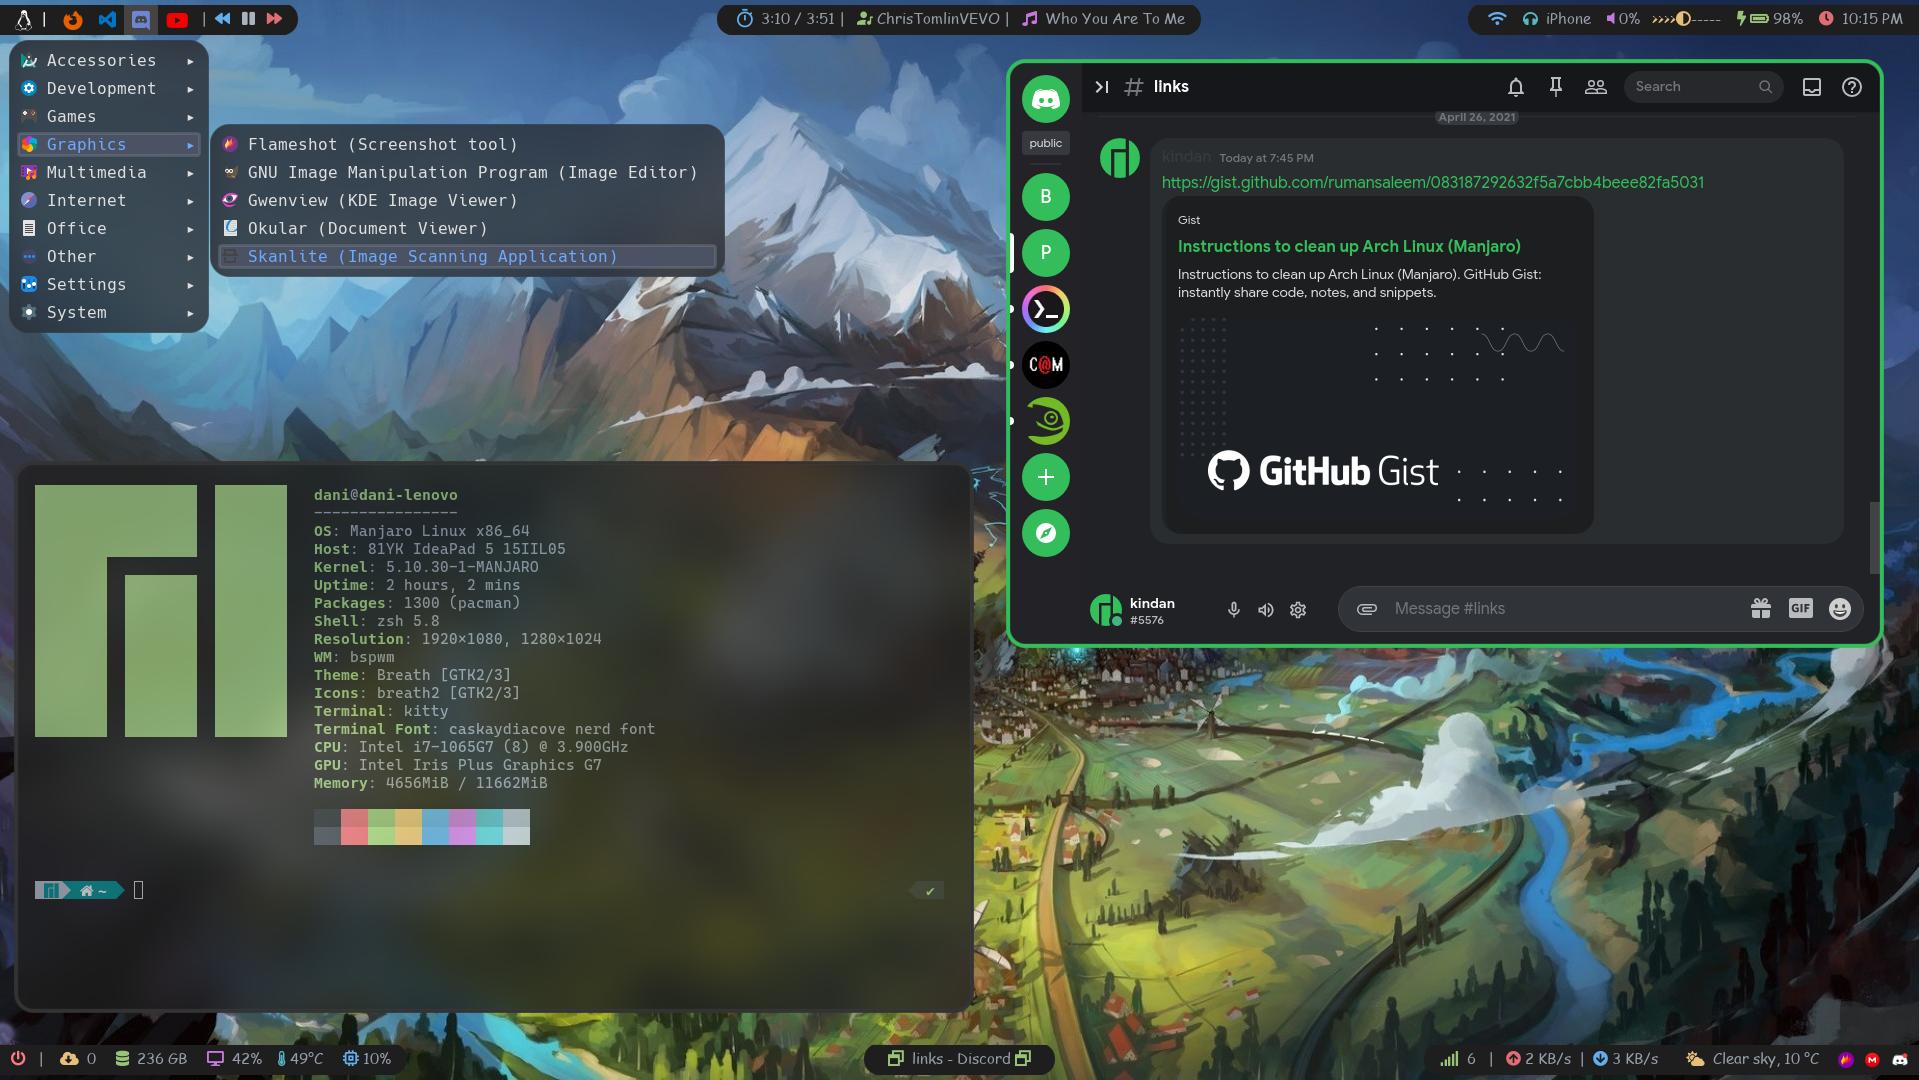 3:10 / 3:51 | ChrisTomlinVEVO | Who You Are To Me
iPhone 0% 98% 10:15 PM
Accessories
Development
Games
Graphics
Multimedia
Internet
Office
Other
Settings
System
Flameshot (Screenshot tool)
GNU Image Manipulation Program (Image Editor)
Gwenview (KDE Image Viewer)
Okular (Document Viewer)
Skanlite (Image Scanning Application)
# links
Search
public
B
P
C@M
April 26, 2021
kindan Today at 7:45 PM
https://gist.github.com/rumansaleem/083187292632f5a7cbb4beee82fa5031
Gist
Instructions to clean up Arch LInux (Manjaro)
Instructions to clean up Arch LInux (Manjaro). GitHub Gist:
instantly share code, notes, and snippets.
GitHub Gist
kindan
#5576
Message #links
GIF
dani@dani-lenovo
----------------
OS: Manjaro Linux x86_64
Host: 81YK IdeaPad 5 15IIL05
Kernel: 5.10.30-1-MANJARO
Uptime: 2 hours, 2 mins
Packages: 1300 (pacman)
Shell: zsh 5.8
Resolution: 1920×1080, 1280×1024
WM: bspwm
Theme: Breath [GTK2/3]
Icons: breath2 [GTK2/3]
Terminal: kitty
Terminal Font: caskaydiacove nerd font
CPU: Intel i7-1065G7 (8) @ 3.900GHz
GPU: Intel Iris Plus Graphics G7
Memory: 4656MiB / 11662MiB
~
| 0 236 GB 42% 49°C 10%
links - Discord
6 | 2 KB/s | 3 KB/s Clear sky, 10 °C